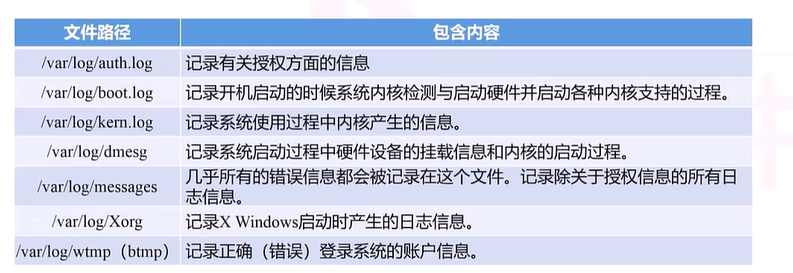 文件路径 包含内容
/var/log/auth.log 记录有关授权方面的信息
/var/log/boot.log 记录开机启动的时候系统内核检测与启动硬件并启动各种内核支持的过程。
/var/log/kern.log 记录系统使用过程中内核产生的信息。
/var/log/dmesg 记录系统启动过程中硬件设备的挂载信息和内核的启动过程。
/var/log/messages 几乎所有的错误信息都会被记录在这个文件。记录除关于授权信息的所有日
志信息。
/var/log/Xorg 记录X Windows启动时产生的日志信息。
/var/log/wtmp（btmp） 记录正确（错误）登录系统的账户信息。